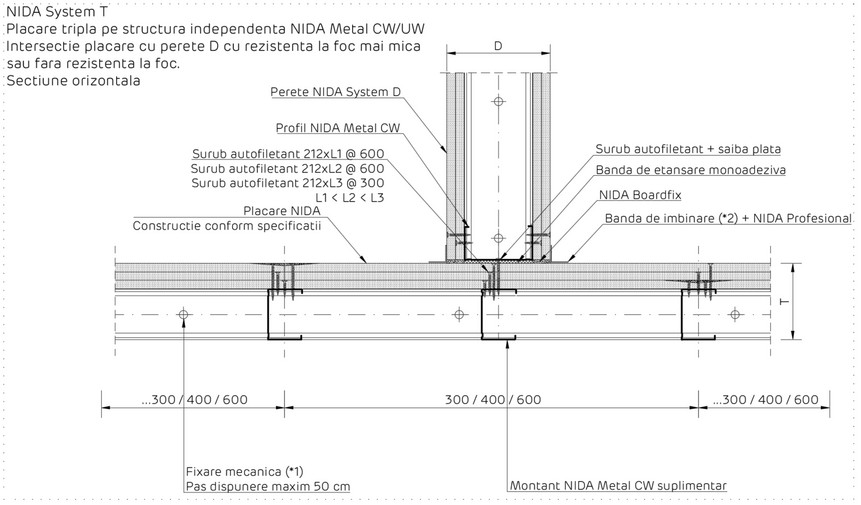 NIDA System T
Placare tripla pe structura independenta NIDA Metal CW/UW
Intersectie placare cu perete D cu rezistenta la foc mai mica
sau fara rezistenta la foc.
Sectiune orizontala
D
Perete NIDA System D
Profil NIDA Metal CW
Surub autofiletant 212xL1 @ 600
Surub autofiletant 212xL2 @ 600
Surub autofiletant 212xL3 @ 300
L1 < L2 < L3
Placare NIDA
Constructie conform specificatii
Surub autofiletant + saiba plata
Banda de etansare monoadeziva
NIDA Boardfix
Banda de imbinare (*2) + NIDA Profesional
T
...300 / 400 / 600
300 / 400 / 600
...300 / 400 / 600
Fixare mecanica (*1)
Pas dispunere maxim 50 cm
Montant NIDA Metal CW suplimentar